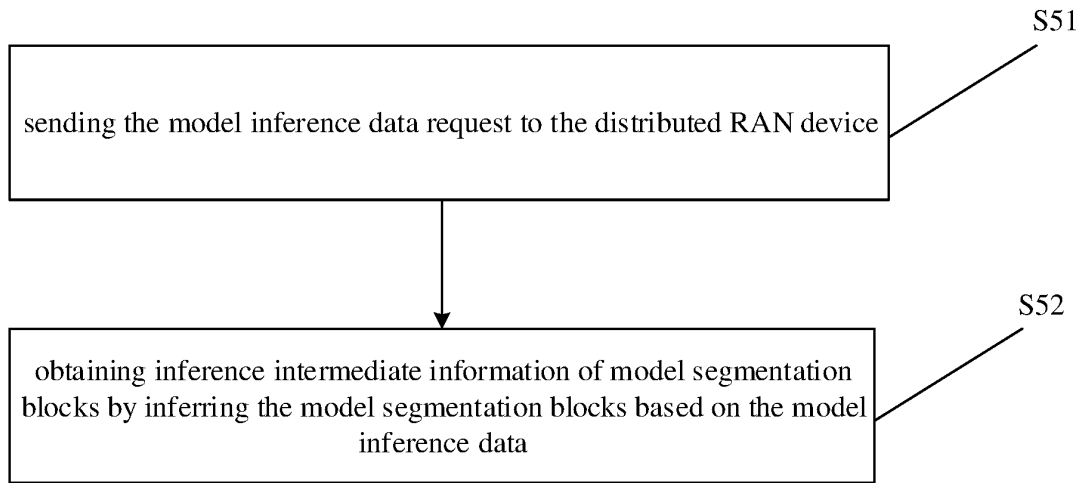 S51
sending the model inference data request to the distributed RAN device
S52
obtaining inference intermediate information of model segmentation
blocks by inferring the model segmentation blocks based on the model
inference data